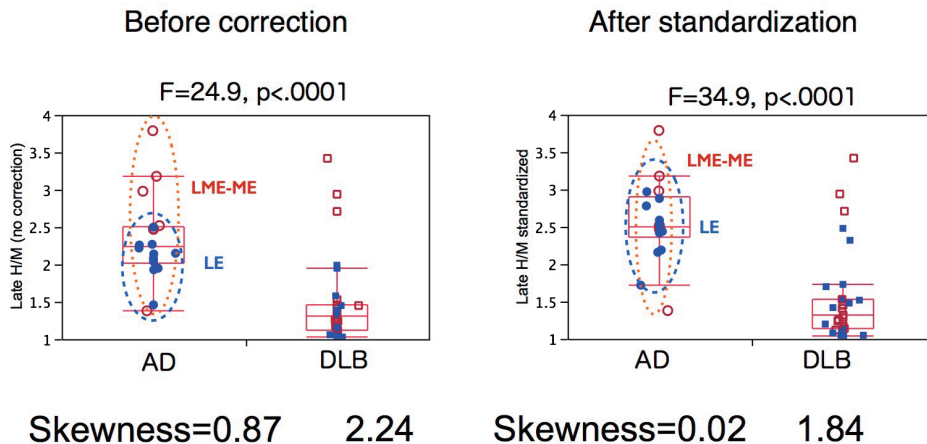 Before correction
After standardization
F=24.9, p<.0001
F=34.9, p<.0001
Late H/M (no correction)
4
3.5
3
2.5
2
1.5
1
LME-ME
LE
AD
DLB
Late H/M standardized
4
3.5
3
2.5
2
1.5
1
LME-ME
LE
AD
DLB
Skewness=0.87 2.24
Skewness=0.02 1.84